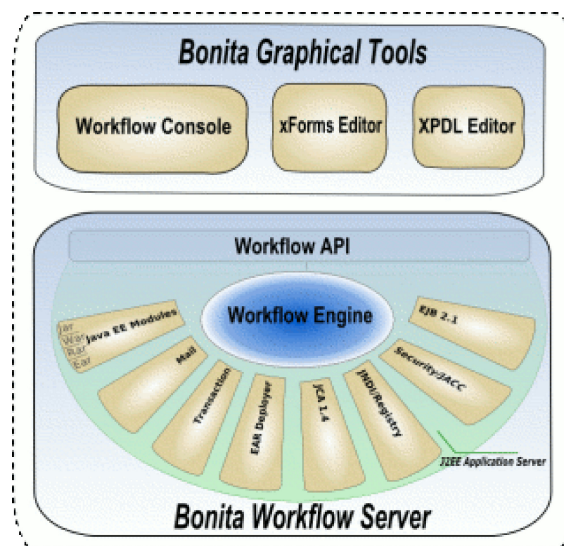 Bonita Graphical Tools
Workflow Console
xForms Editor
XPDL Editor
Workflow API
Workflow Engine
Jar
War
Rar
Ear
Java EE Modules
Mail
Transaction
EAR Deployer
JCA 1.4
JNDI/Registry
Security/JACC
EJB 2.1
J2EE Application Server
Bonita Workflow Server